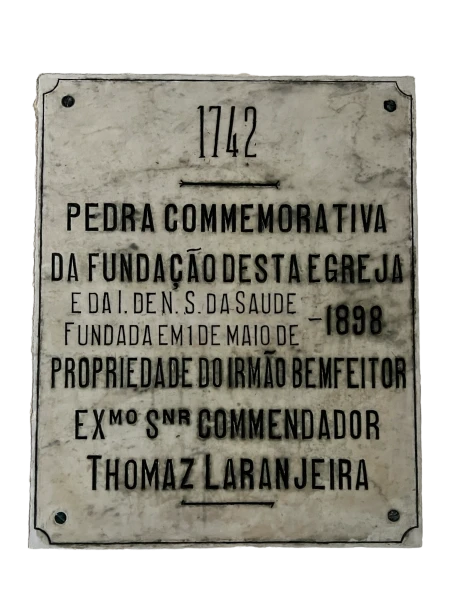 1742
PEDRA COMMEMORATIVA
DA FUNDAÇÃO DESTA EGREJA
E DA I. DE N. S. DA SAUDE
FUNDADA EM 1 DE MAIO DE – 1898
PROPRIEDADE DO IRMÃO BEMFEITOR
EXMO SNR COMMENDADOR
THOMAZ LARANJEIRA